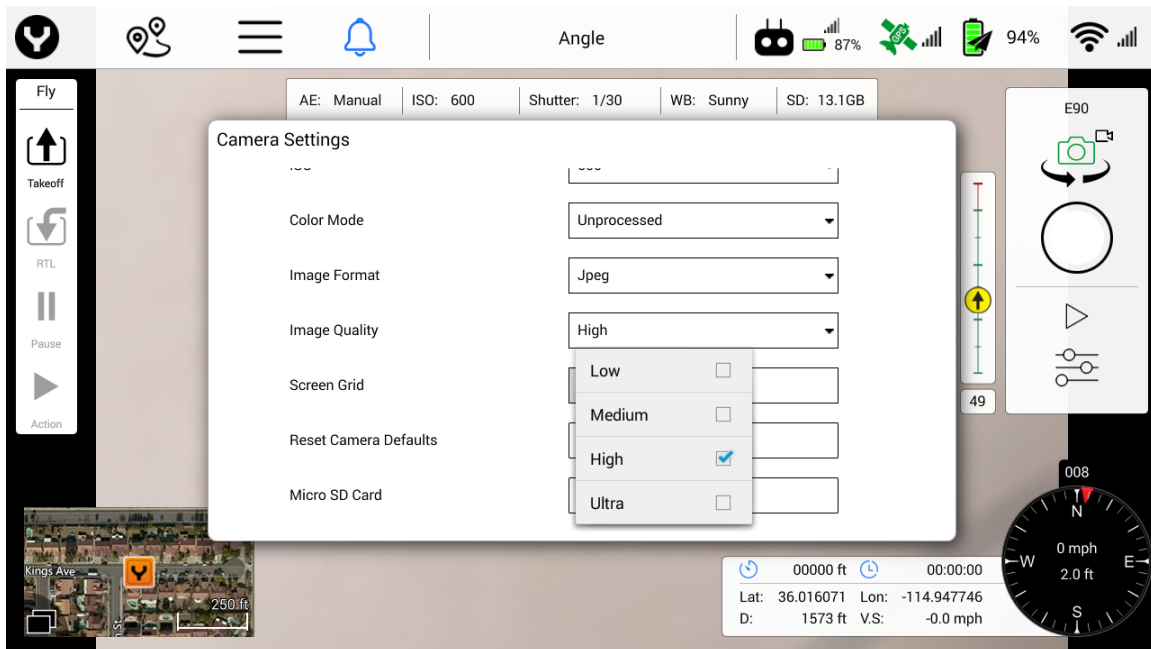 Angle
87%
GPS
94%
Fly
Takeoff
RTL
Pause
Action
AE: Manual ISO: 600 Shutter: 1/30 WB: Sunny SD: 13.1GB
Camera Settings
Color Mode Unprocessed
Image Format Jpeg
Image Quality High
Low
Medium
High
Ultra
Screen Grid
Reset Camera Defaults
Micro SD Card
E90
49
008
N
W
E
S
0 mph
2.0 ft
Kings Ave
St
250 ft
00000 ft 00:00:00
Lat: 36.016071 Lon: -114.947746
D: 1573 ft V.S: -0.0 mph